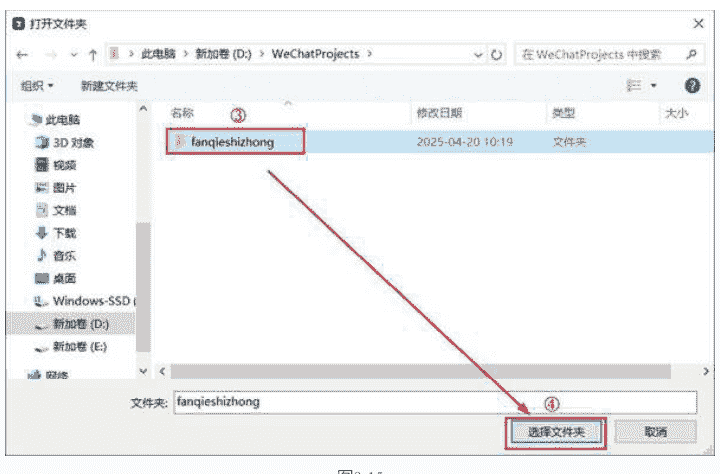 打开文件夹
此电脑 > 新加卷 (D:) > WeChatProjects >
在 WeChatProjects 中搜索
组织 新建文件夹
名称 ③ 修改日期 类型 大小
fanqieshizhong 2025-04-20 10:19 文件夹
此电脑
3D 对象
视频
图片
文档
下载
音乐
桌面
Windows-SSD (
新加卷 (D:)
新加卷 (E:)
网络
文件夹: fanqieshizhong
④
选择文件夹 取消